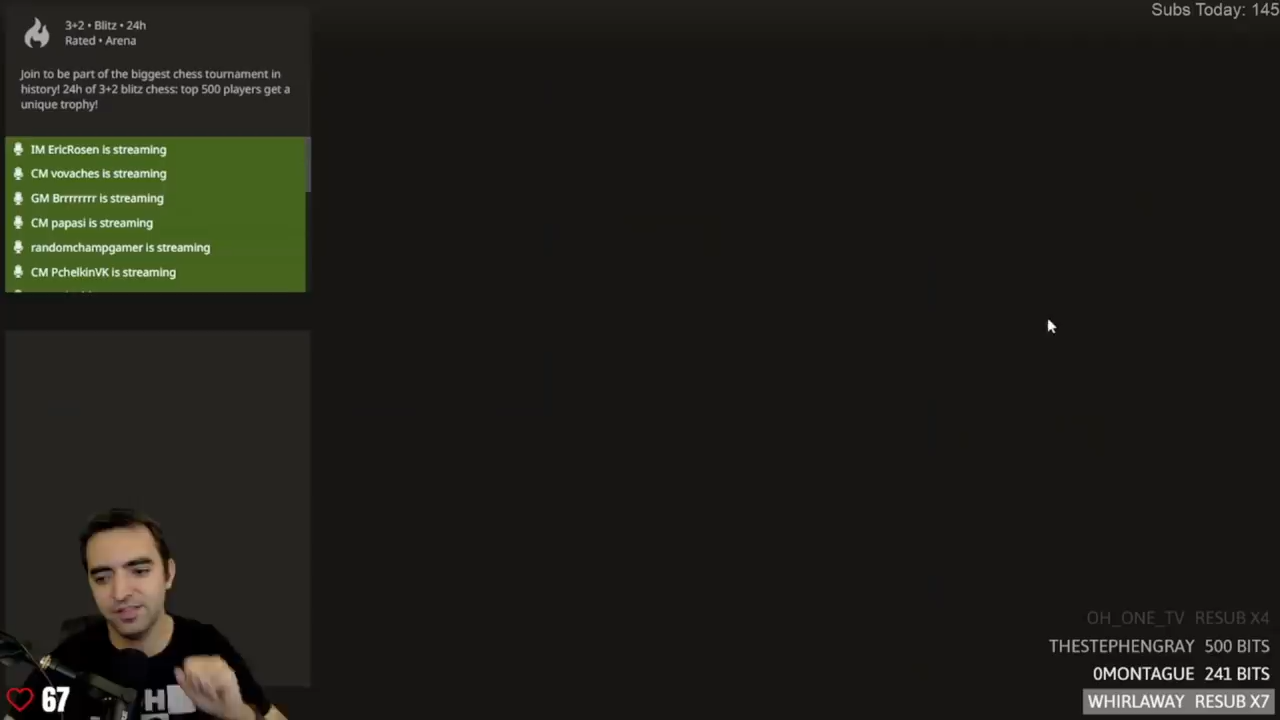 3+2 • Blitz • 24h
Rated • Arena
Subs Today: 145
Join to be part of the biggest chess tournament in
history! 24h of 3+2 blitz chess: top 500 players get a
unique trophy!
IM EricRosen is streaming
CM vovaches is streaming
GM Brrrrrrrr is streaming
CM papasi is streaming
randomchampgamer is streaming
CM PchelkinVK is streaming
OH_ONE_TV RESUB X4
THESTEPHENGRAY 500 BITS
0MONTAGUE 241 BITS
WHIRLAWAY RESUB X7
67
H